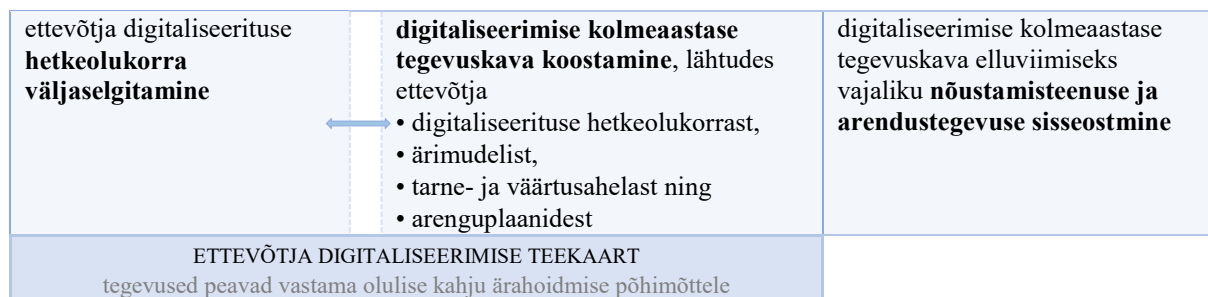 ettevõtja digitaliseerituse
hetkeolukorra
väljaselgitamine
digitaliseerimise kolmeaastase
tegevuskava koostamine, lähtudes
ettevõtja
• digitaliseerituse hetkeolukorrast,
• ärimudelist,
• tarne- ja väärtusahelast ning
• arenguplaanidest
digitaliseerimise kolmeaastase
tegevuskava elluviimiseks
vajaliku nõustamisteenuse ja
arendustegevuse sisseostmine
ETTEVÕTJA DIGITALISEERIMISE TEEKAART
tegevused peavad vastama olulise kahju ärahoidmise põhimõttele